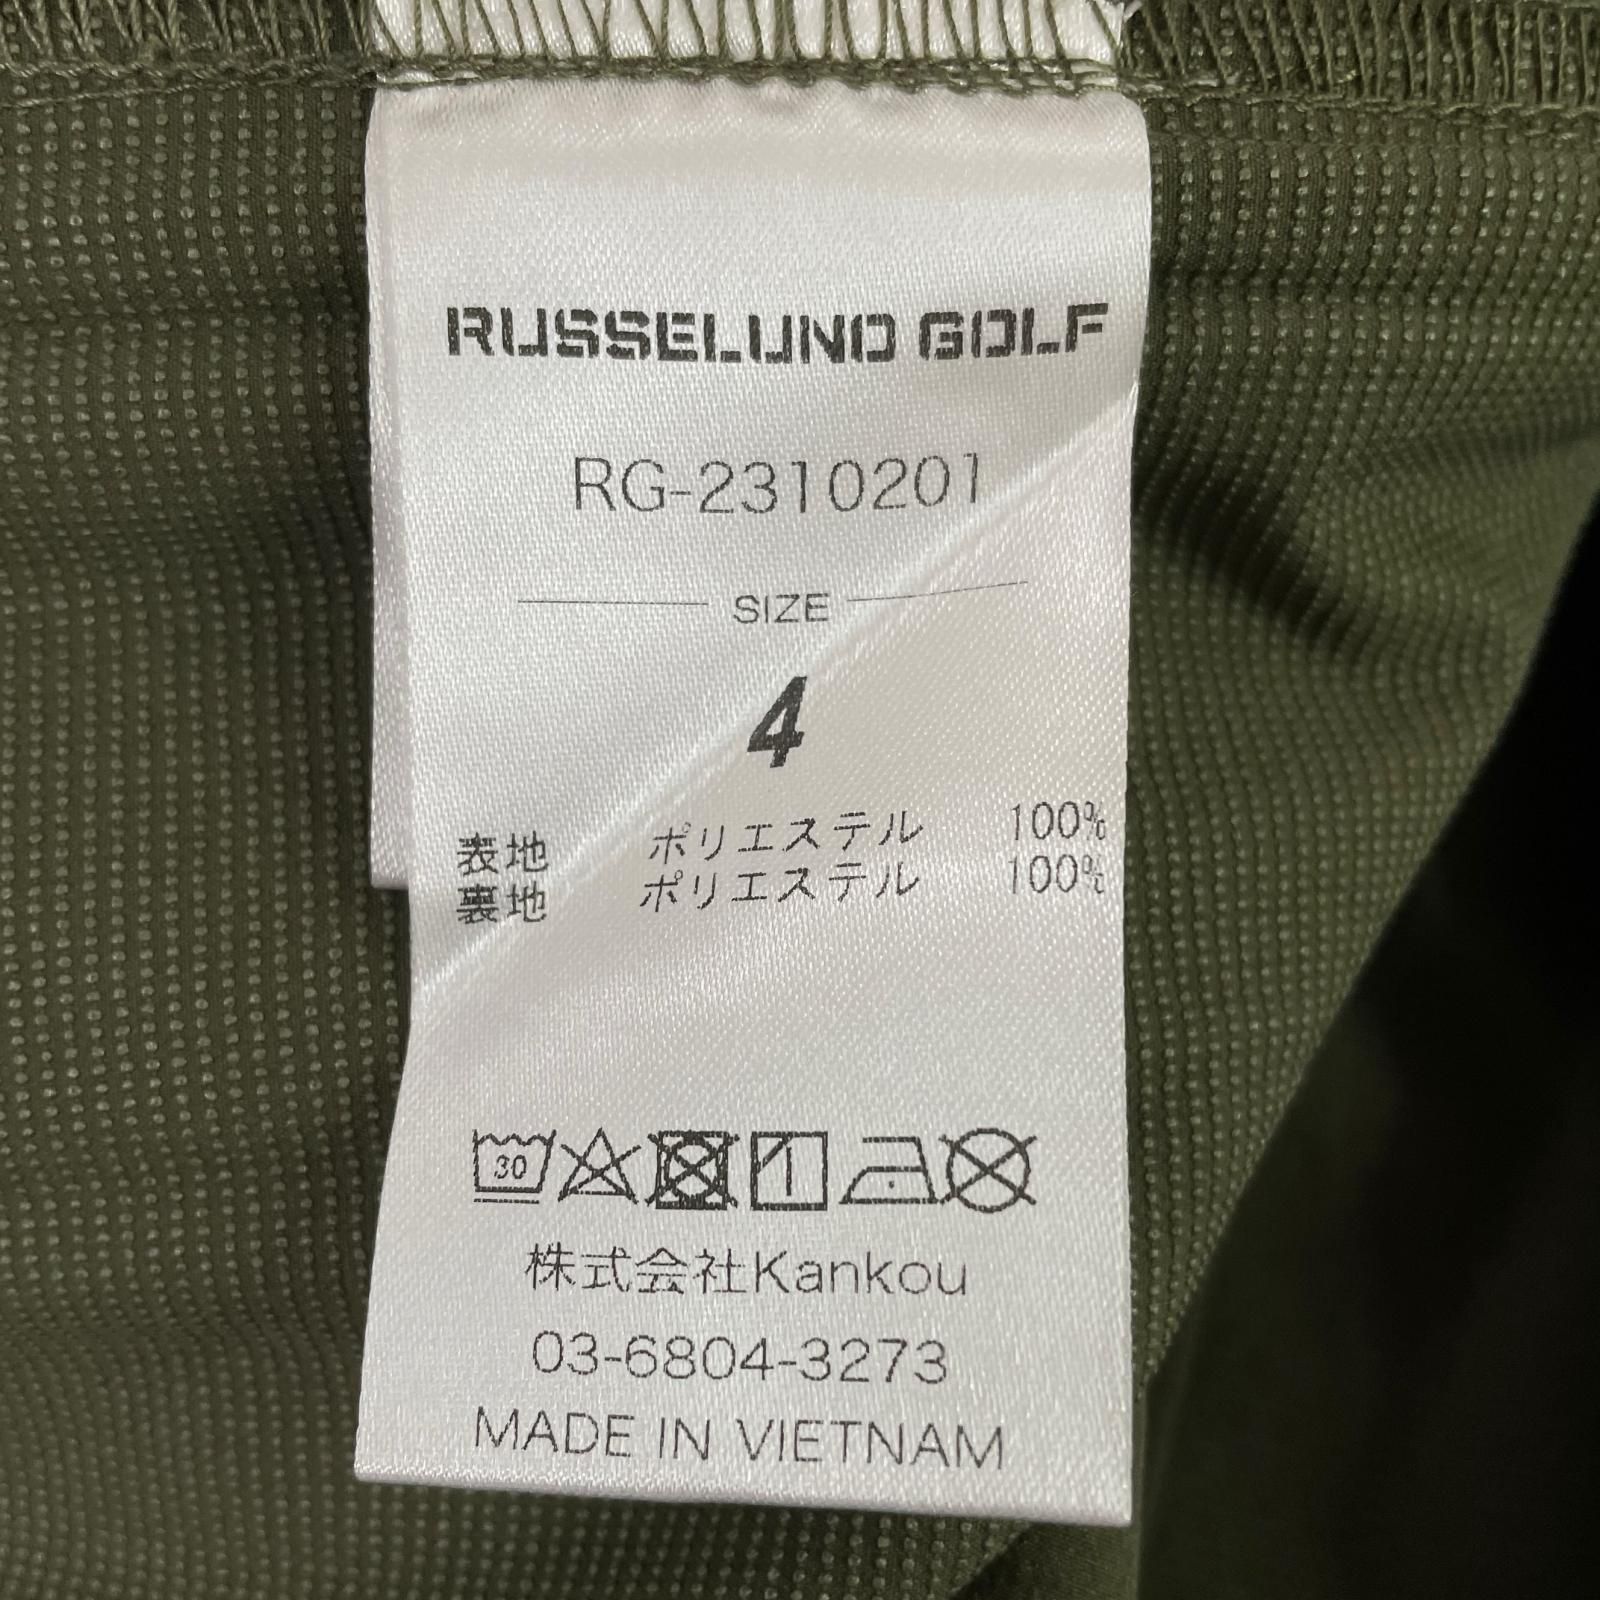 RUSSELUNO GOLF
RG-2310201
SIZE
4
表地 ポリエステル 100%
裏地 ポリエステル 100%
30
株式会社Kankou
03-6804-3273
MADE IN VIETNAM